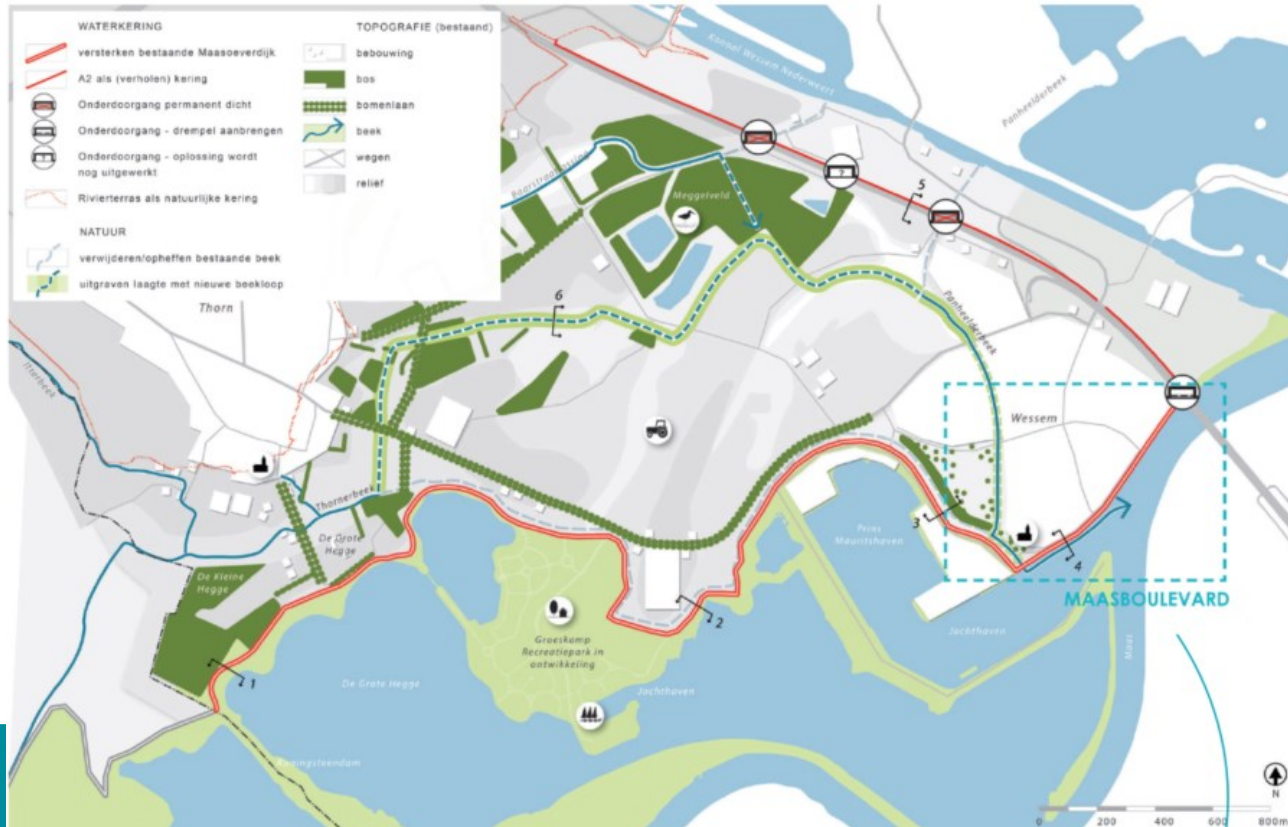 WATERKERING
versterken bestaande Maasoeverdijk
A2 als (verholen) kering
Onderdoorgang permanent dicht
Onderdoorgang - drempel aanbrengen
Onderdoorgang - oplossing wordt
nog uitgewerkt
Rivierterras als natuurlijke kering
NATUUR
verwijderen/opheffen bestaande beek
uitgraven laagte met nieuwe beekloop
TOPOGRAFIE (bestaand)
bebouwing
bos
bomenlaan
beek
wegen
reliëf
Kanaal Wessem Nederweert
Panheelderbeek
?
5
Meggelveld
6
Thorn
Itterbeek
Panheelderbeek
Wessem
Thornerbeek
De Grote
Hegge
De Kleine
Hegge
Prins
Mauritshaven
3
4
MAASBOULEVARD
2
1
Groeskamp
Recreatiepark in
ontwikkeling
De Grote Hegge
Jachthaven
Jachthaven
Maas
Koningsteendam
N
0 200 400 600 800m